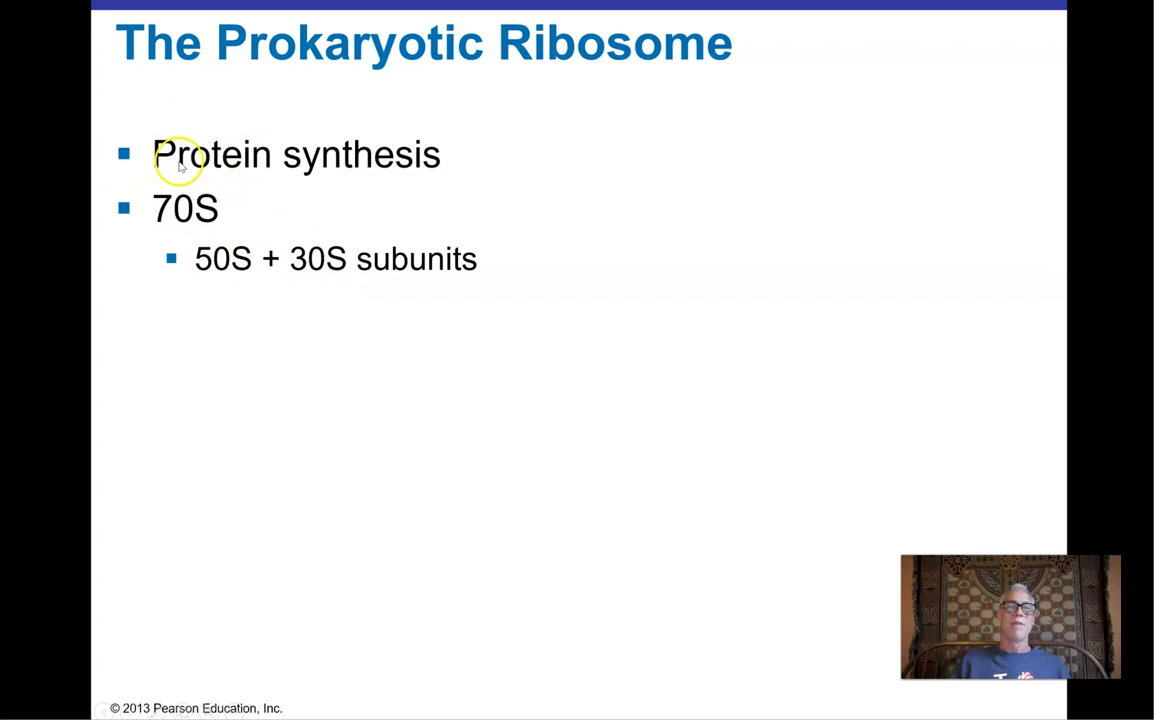 The Prokaryotic Ribosome
Protein synthesis
70S
50S + 30S subunits
© 2013 Pearson Education, Inc.